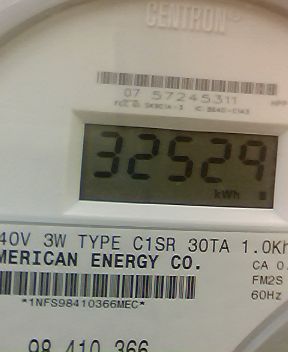 CENTRON®
07 57245311
32529
kWh
40V 3W TYPE C1SR 30TA 1.0Kh
MERICAN ENERGY CO.
CA 0.
FM2S
60Hz
*1NFS98410366MEC*
98 410 366